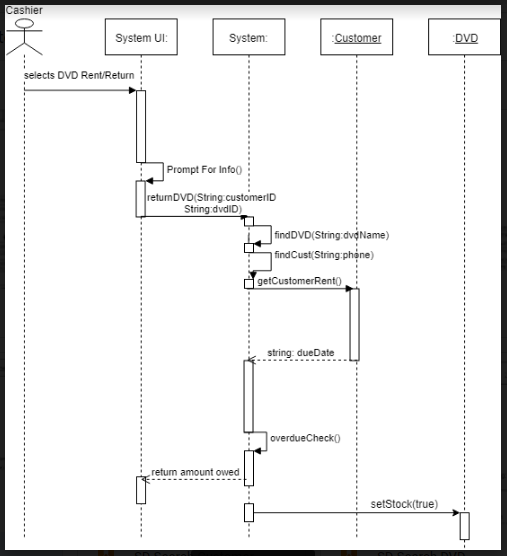 Cashier
System UI:
System:
:Customer
:DVD
selects DVD Rent/Return
Prompt For Info()
returnDVD(String:customerID
String:dvdID)
findDVD(String:dvdName)
findCust(String:phone)
getCustomerRent()
string: dueDate
overdueCheck()
return amount owed
setStock(true)